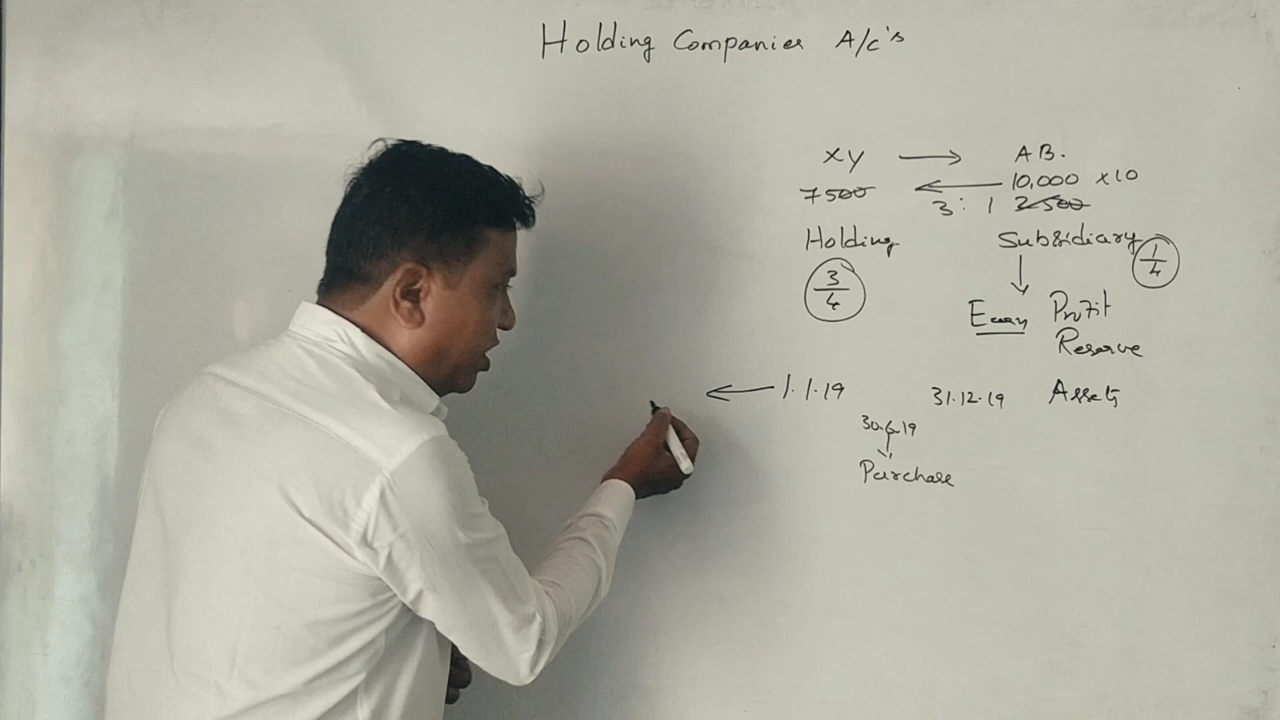 Holding Companies A/c's
XY → AB.
7500 ← 10,000 x10
3 : 1 2500
Holding Subsidiary 1/4
3/4 ↓
Every Profit
Reserve
← 1.1.19 31.12.19 Assets
30.6.19
Purchase